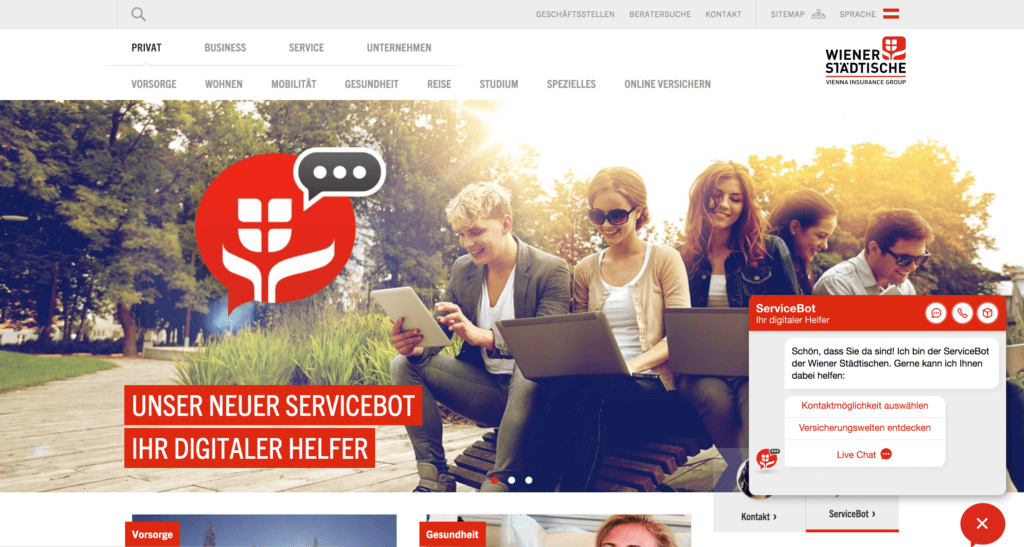 GESCHÄFTSSTELLEN BERATERSUCHE KONTAKT SITEMAP SPRACHE
PRIVAT BUSINESS SERVICE UNTERNEHMEN
WIENER
STÄDTISCHE
VIENNA INSURANCE GROUP
VORSORGE WOHNEN MOBILITÄT GESUNDHEIT REISE STUDIUM SPEZIELLES ONLINE VERSICHERN
UNSER NEUER SERVICEBOT
IHR DIGITALER HELFER
ServiceBot
Ihr digitaler Helfer
Schön, dass Sie da sind! Ich bin der ServiceBot
der Wiener Städtischen. Gerne kann ich Ihnen
dabei helfen:
Kontaktmöglichkeit auswählen
Versicherungswelten entdecken
Live Chat
Kontakt ›
ServiceBot ›
Vorsorge
Gesundheit